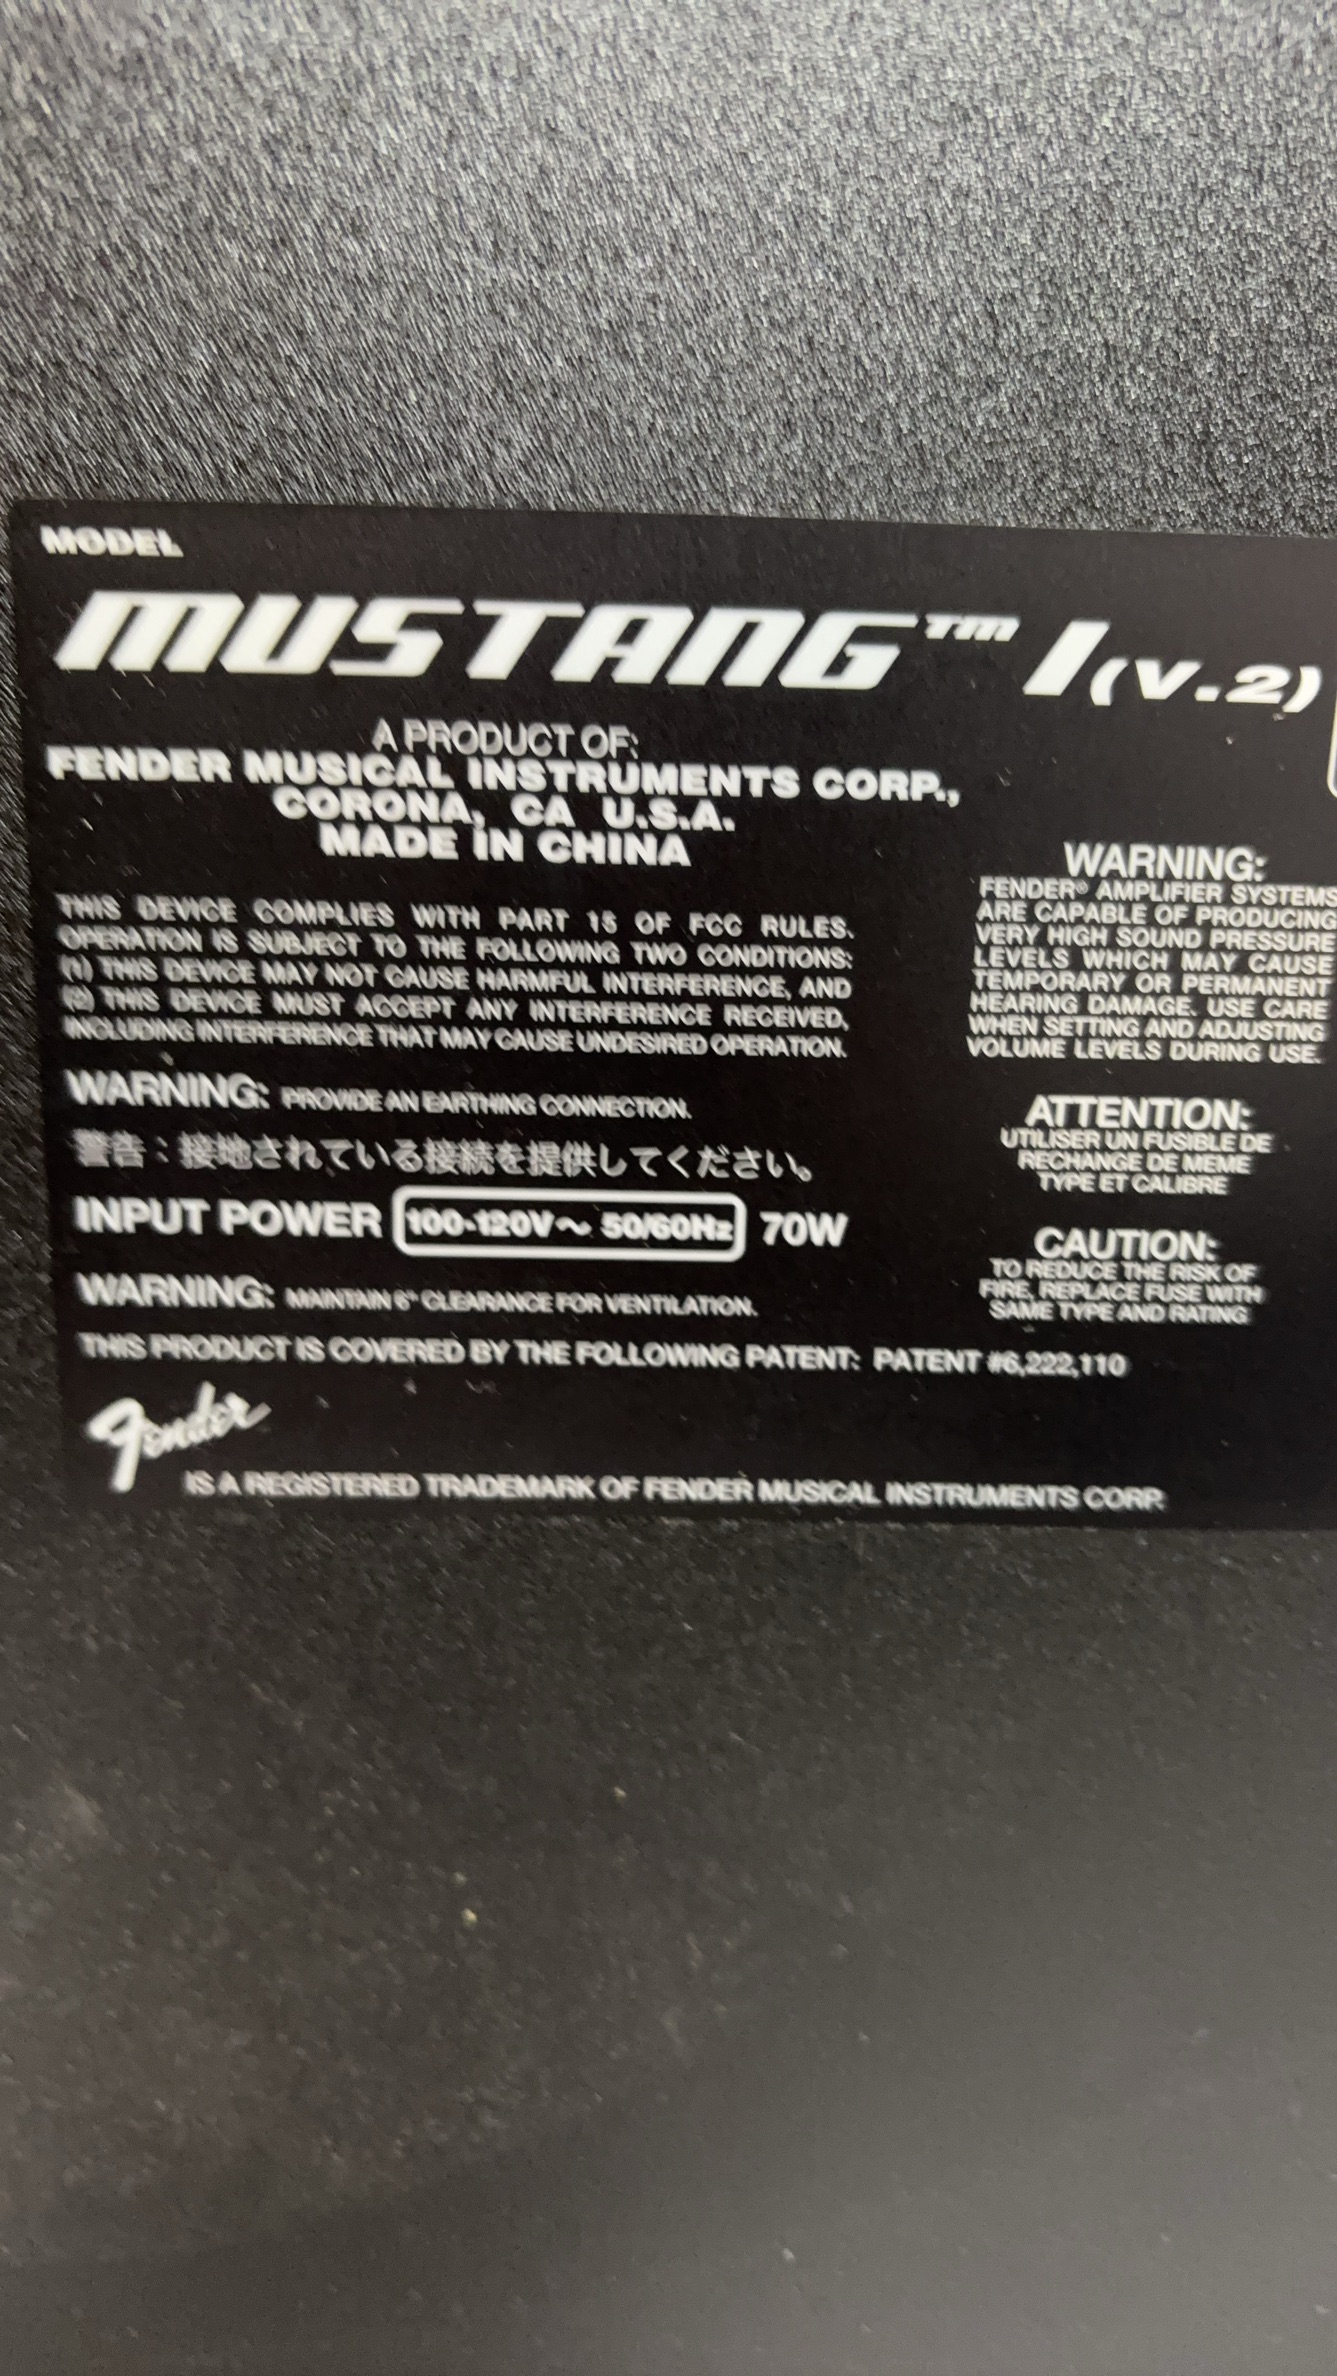 MODEL
MUSTANG™ I (V.2)
A PRODUCT OF:
FENDER MUSICAL INSTRUMENTS CORP.,
CORONA, CA U.S.A.
MADE IN CHINA
THIS DEVICE COMPLIES WITH PART 15 OF FCC RULES.
OPERATION IS SUBJECT TO THE FOLLOWING TWO CONDITIONS:
(1) THIS DEVICE MAY NOT CAUSE HARMFUL INTERFERENCE, AND
(2) THIS DEVICE MUST ACCEPT ANY INTERFERENCE RECEIVED,
INCLUDING INTERFERENCE THAT MAY CAUSE UNDESIRED OPERATION.
WARNING: PROVIDE AN EARTHING CONNECTION.
警告：接地されている接続を提供してください。
INPUT POWER 100-120V～ 50/60Hz 70W
WARNING: MAINTAIN 6" CLEARANCE FOR VENTILATION.
WARNING:
FENDER® AMPLIFIER SYSTEMS
ARE CAPABLE OF PRODUCING
VERY HIGH SOUND PRESSURE
LEVELS WHICH MAY CAUSE
TEMPORARY OR PERMANENT
HEARING DAMAGE. USE CARE
WHEN SETTING AND ADJUSTING
VOLUME LEVELS DURING USE.
ATTENTION:
UTILISER UN FUSIBLE DE
RECHANGE DE MEME
TYPE ET CALIBRE
CAUTION:
TO REDUCE THE RISK OF
FIRE, REPLACE FUSE WITH
SAME TYPE AND RATING
THIS PRODUCT IS COVERED BY THE FOLLOWING PATENT: PATENT #6,222,110
Fender
IS A REGISTERED TRADEMARK OF FENDER MUSICAL INSTRUMENTS CORP.